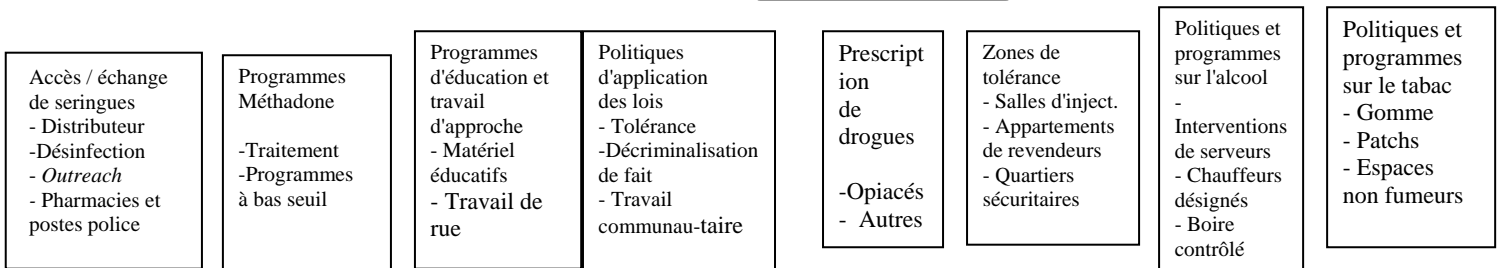 Accès / échange
de seringues
- Distributeur
-Désinfection
- Outreach
- Pharmacies et
postes police
Programmes
Méthadone
-Traitement
-Programmes
à bas seuil
Programmes
d'éducation et
travail
d'approche
- Matériel
éducatifs
- Travail de
rue
Politiques
d'application
des lois
- Tolérance
-Décriminalisation
de fait
- Travail
communau-taire
Prescript
ion
de
drogues
-Opiacés
- Autres
Zones de
tolérance
- Salles d'inject.
- Appartements
de revendeurs
- Quartiers
sécuritaires
Politiques et
programmes
sur l'alcool
-
Interventions
de serveurs
- Chauffeurs
désignés
- Boire
contrôlé
Politiques et
programmes
sur le tabac
- Gomme
- Patchs
- Espaces
non fumeurs